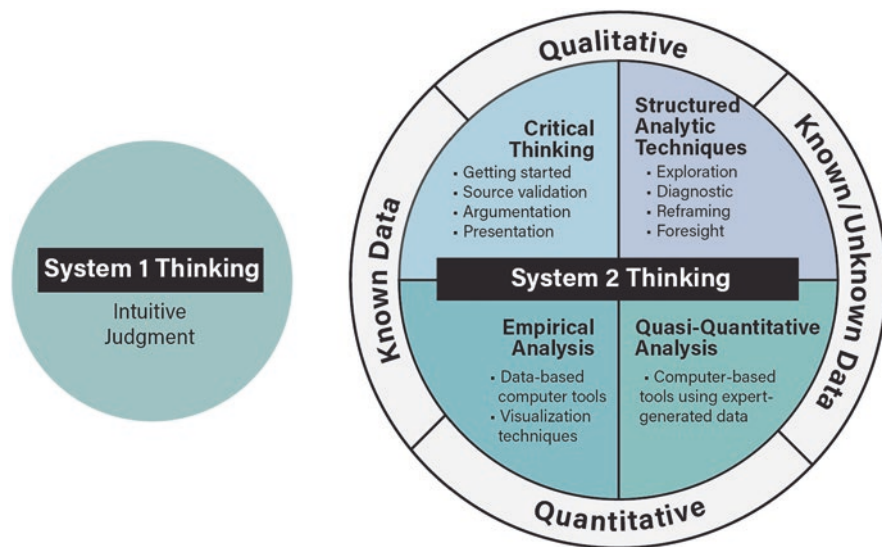 System 1 Thinking
Intuitive
Judgment
Qualitative
Known Data
Known/Unknown Data
Quantitative
Critical
Thinking
• Getting started
• Source validation
• Argumentation
• Presentation
Structured
Analytic
Techniques
• Exploration
• Diagnostic
• Reframing
• Foresight
System 2 Thinking
Empirical
Analysis
• Data-based
computer tools
• Visualization
techniques
Quasi-Quantitative
Analysis
• Computer-based
tools using expert-
generated data